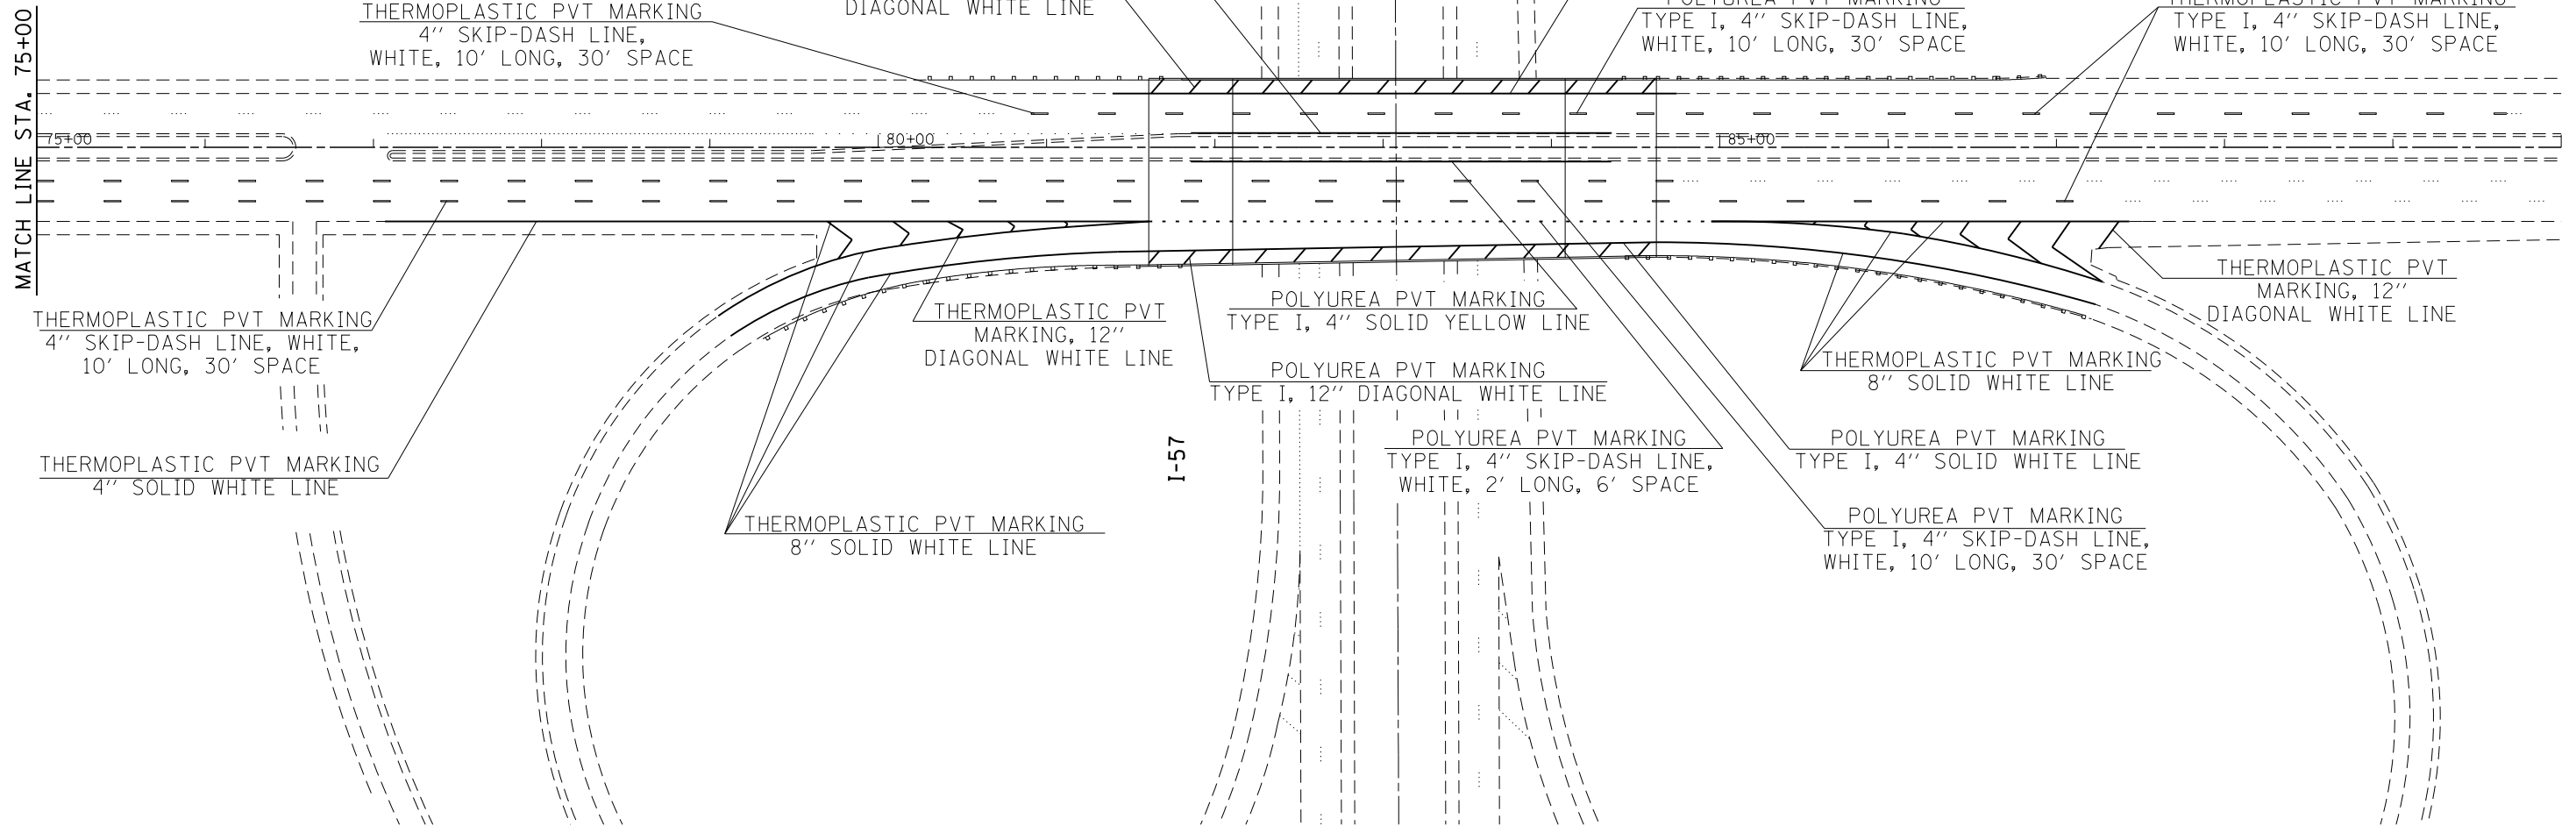 MATCH LINE STA. 75+00
THERMOPLASTIC PVT MARKING
4" SKIP-DASH LINE,
WHITE, 10' LONG, 30' SPACE
DIAGONAL WHITE LINE
POLYUREA PVT MARKING
TYPE I, 4" SKIP-DASH LINE,
WHITE, 10' LONG, 30' SPACE
THERMOPLASTIC PVT MARKING
TYPE I, 4" SKIP-DASH LINE,
WHITE, 10' LONG, 30' SPACE
75+00
80+00
85+00
THERMOPLASTIC PVT MARKING
4" SKIP-DASH LINE, WHITE,
10' LONG, 30' SPACE
THERMOPLASTIC PVT
MARKING, 12"
DIAGONAL WHITE LINE
POLYUREA PVT MARKING
TYPE I, 4" SOLID YELLOW LINE
THERMOPLASTIC PVT
MARKING, 12"
DIAGONAL WHITE LINE
POLYUREA PVT MARKING
TYPE I, 12" DIAGONAL WHITE LINE
THERMOPLASTIC PVT MARKING
8" SOLID WHITE LINE
THERMOPLASTIC PVT MARKING
4" SOLID WHITE LINE
I-57
POLYUREA PVT MARKING
TYPE I, 4" SKIP-DASH LINE,
WHITE, 2' LONG, 6' SPACE
POLYUREA PVT MARKING
TYPE I, 4" SOLID WHITE LINE
THERMOPLASTIC PVT MARKING
8" SOLID WHITE LINE
POLYUREA PVT MARKING
TYPE I, 4" SKIP-DASH LINE,
WHITE, 10' LONG, 30' SPACE